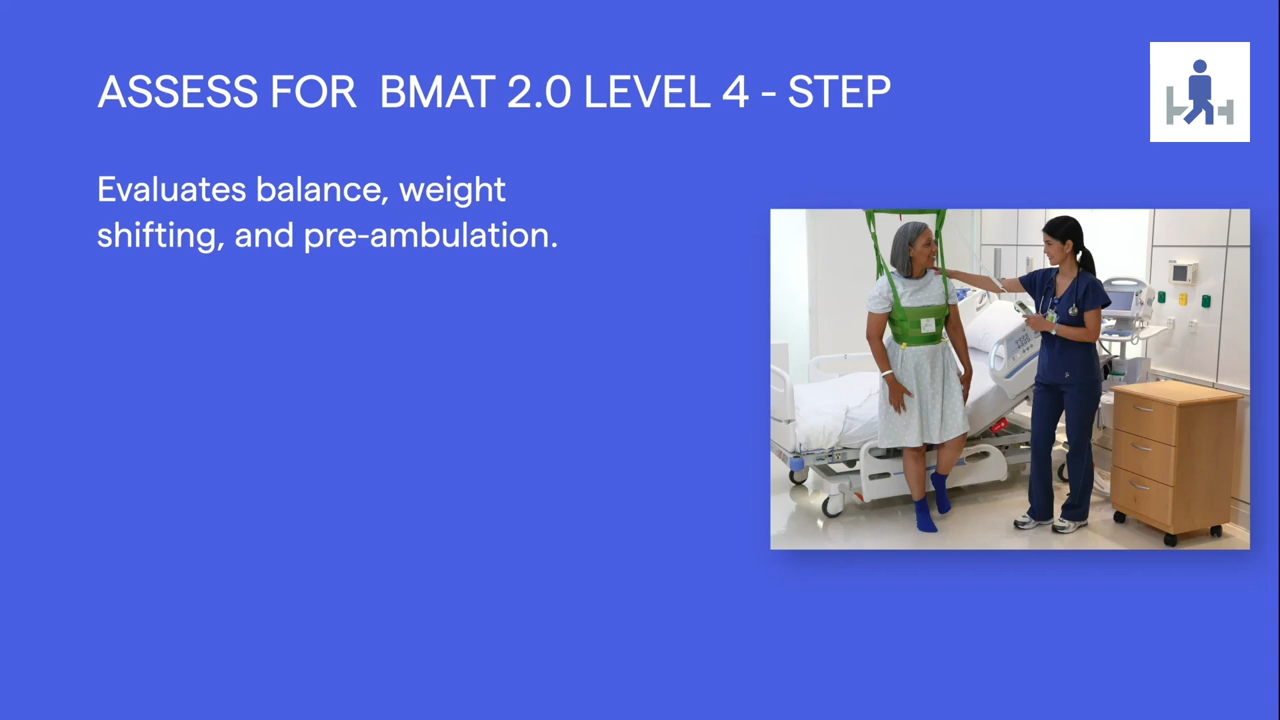 ASSESS FOR  BMAT 2.0 LEVEL 4 - STEP
Evaluates balance, weight
shifting, and pre-ambulation.